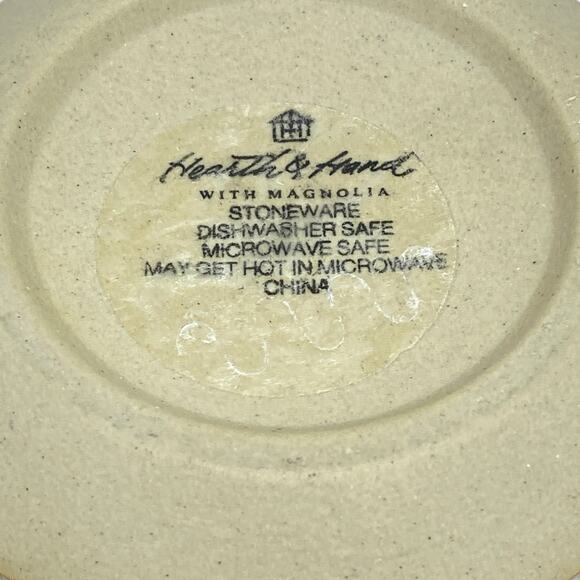 Hearth & Hand
WITH MAGNOLIA
STONEWARE
DISHWASHER SAFE
MICROWAVE SAFE
MAY GET HOT IN MICROWAVE
CHINA